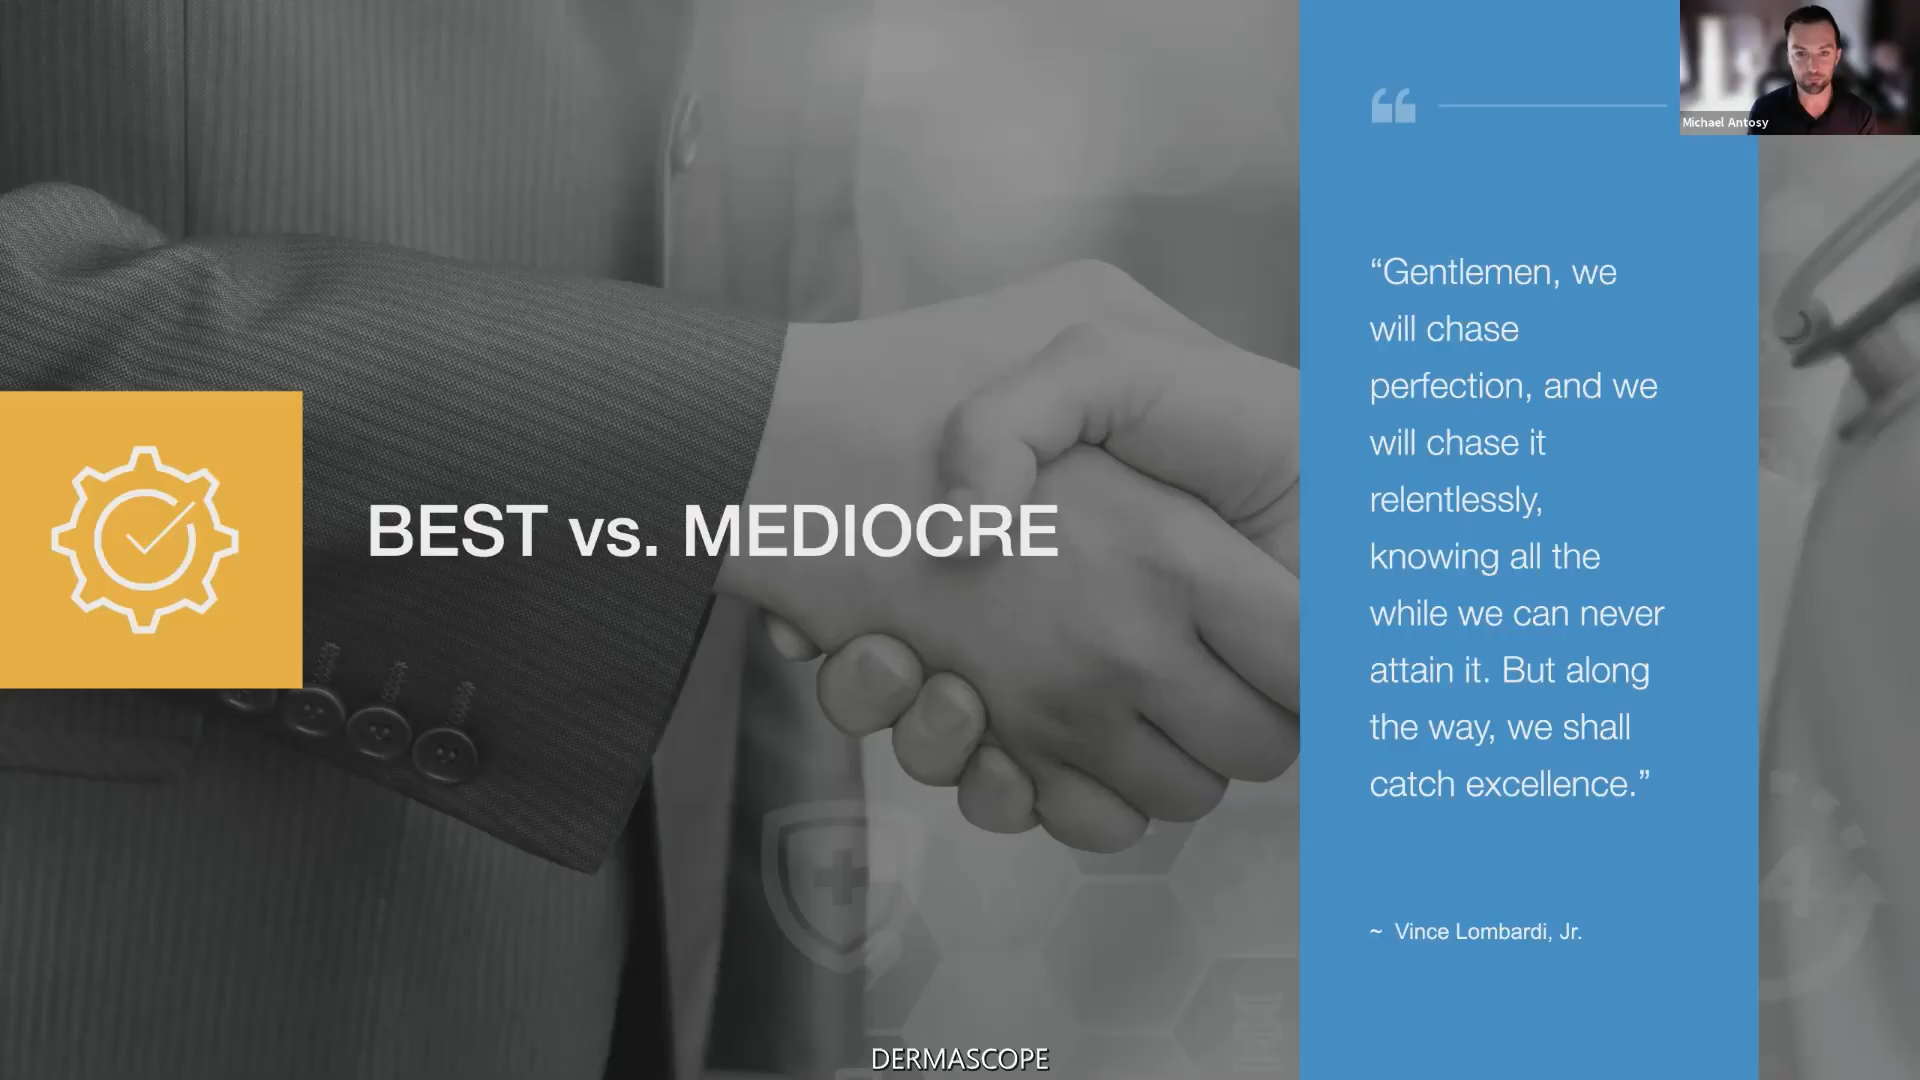 Michael Antosy
“Gentlemen, we
will chase
perfection, and we
will chase it
relentlessly,
knowing all the
while we can never
attain it. But along
the way, we shall
catch excellence.”
BEST vs. MEDIOCRE
~ Vince Lombardi, Jr.
DERMASCOPE